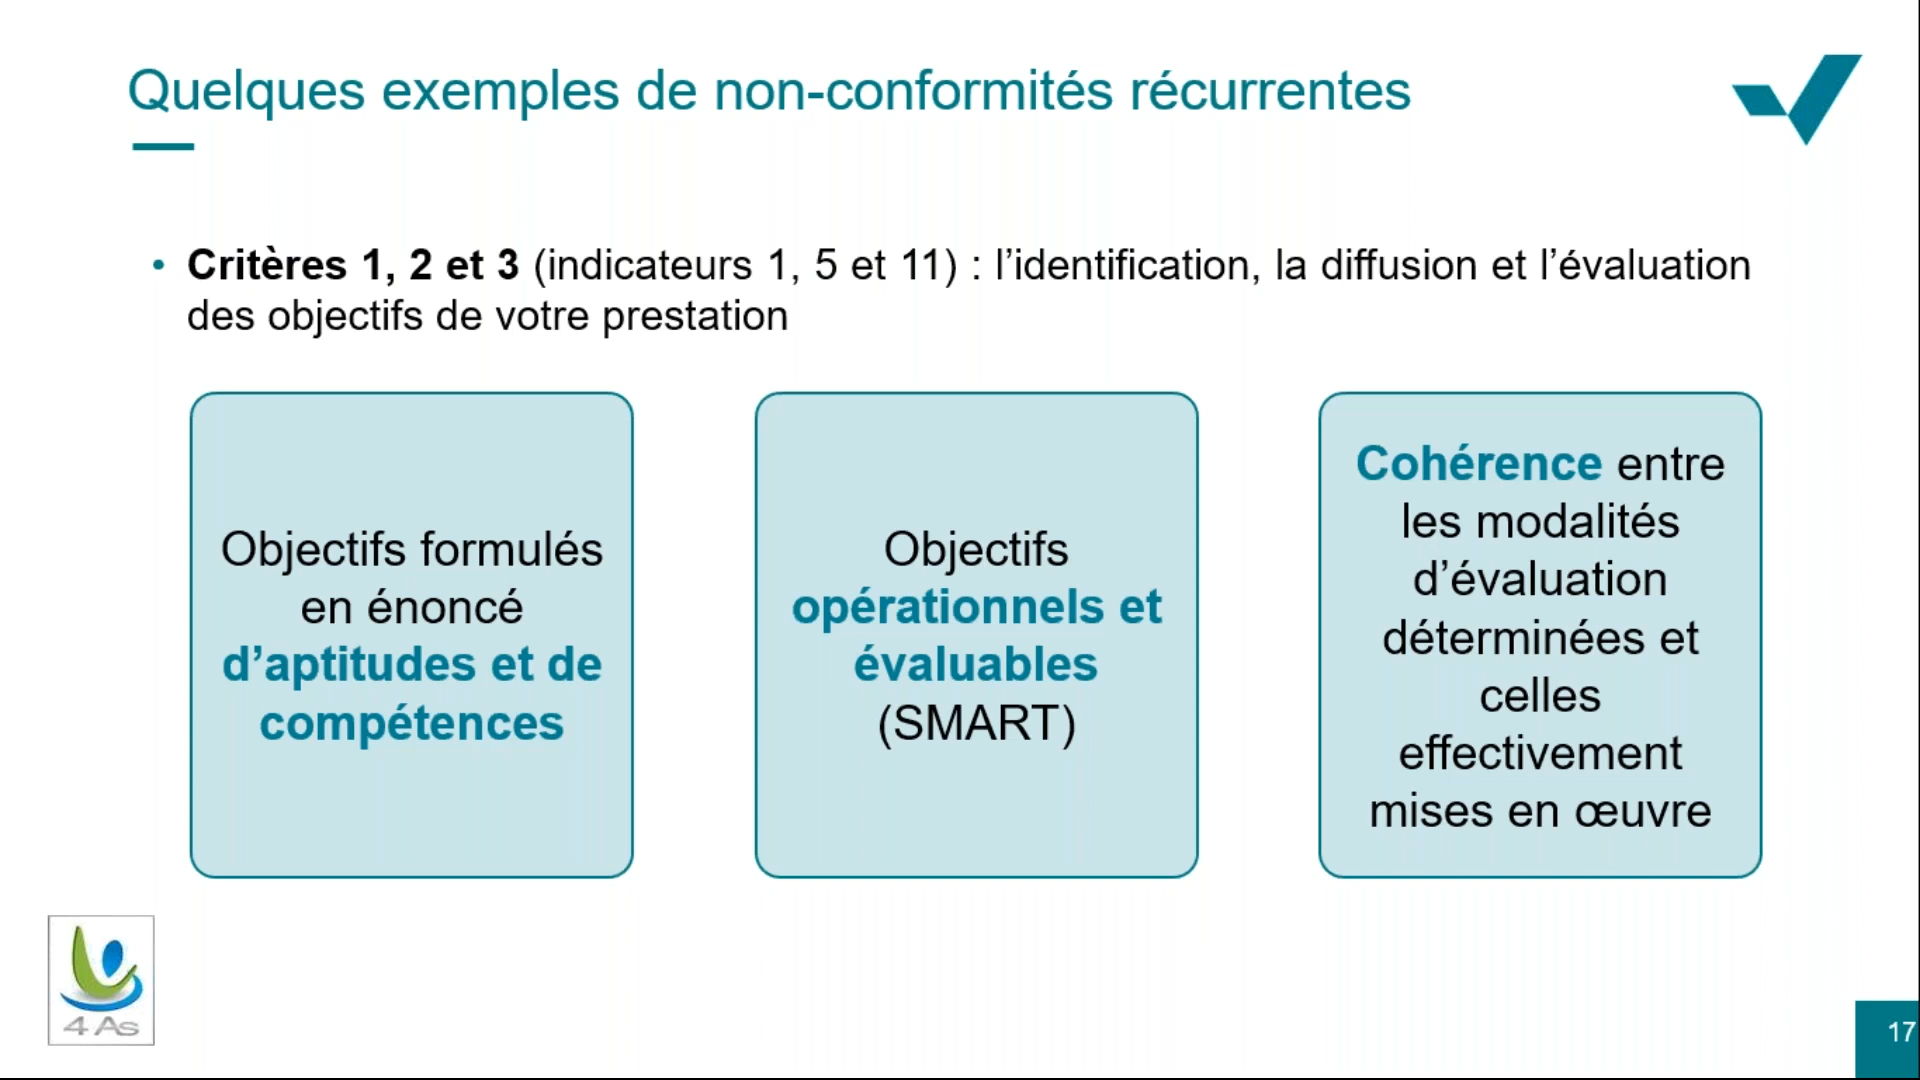 Quelques exemples de non-conformités récurrentes
• Critères 1, 2 et 3 (indicateurs 1, 5 et 11) : l’identification, la diffusion et l’évaluation
des objectifs de votre prestation
Objectifs formulés
en énoncé
d’aptitudes et de
compétences
Objectifs
opérationnels et
évaluables
(SMART)
Cohérence entre
les modalités
d’évaluation
déterminées et
celles
effectivement
mises en œuvre
4 As
17